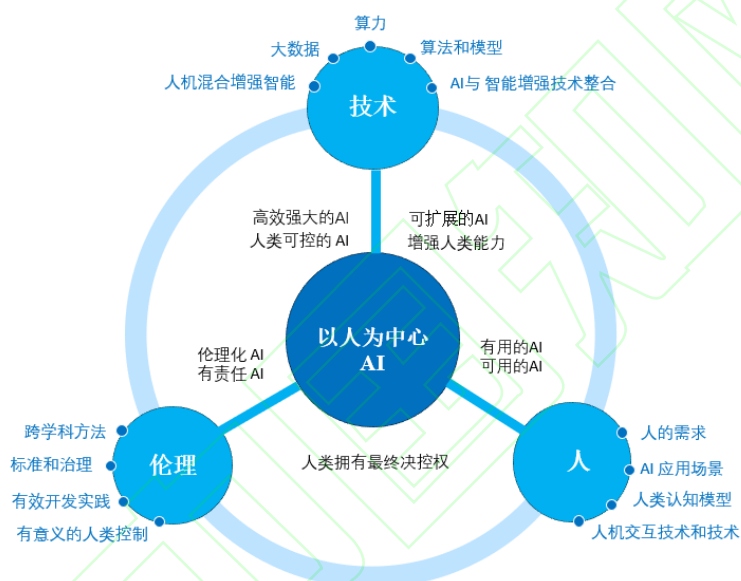 算力
大数据
算法和模型
人机混合增强智能
AI与 智能增强技术整合
技术
高效强大的AI
人类可控的 AI
可扩展的AI
增强人类能力
以人为中心
AI
伦理化 AI
有责任 AI
有用的AI
可用的AI
跨学科方法
标准和治理
有效开发实践
有意义的人类控制
伦理
人类拥有最终决控权
人
人的需求
AI 应用场景
人类认知模型
人机交互技术和技术